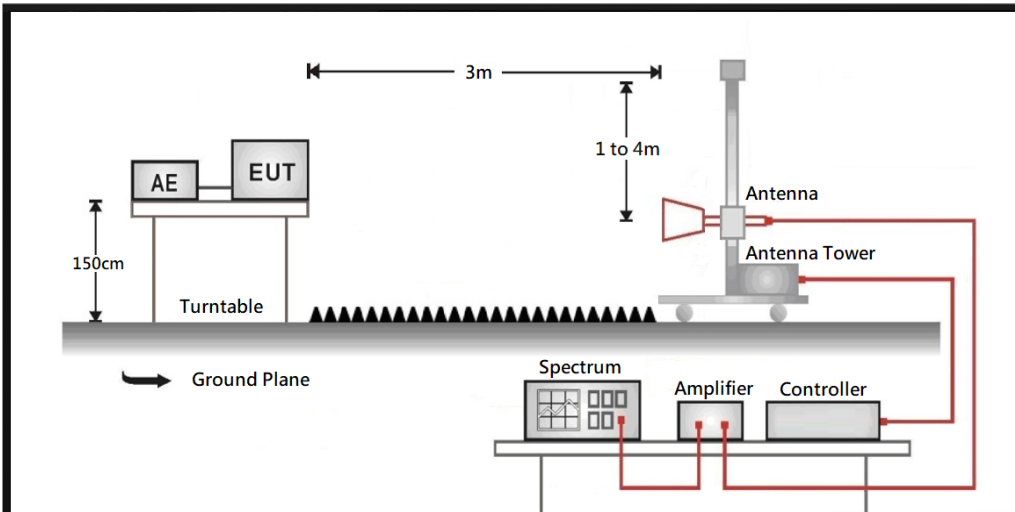 3m
1 to 4m
EUT
AE
Antenna
150cm
Antenna Tower
Turntable
Ground Plane
Spectrum
Amplifier
Controller